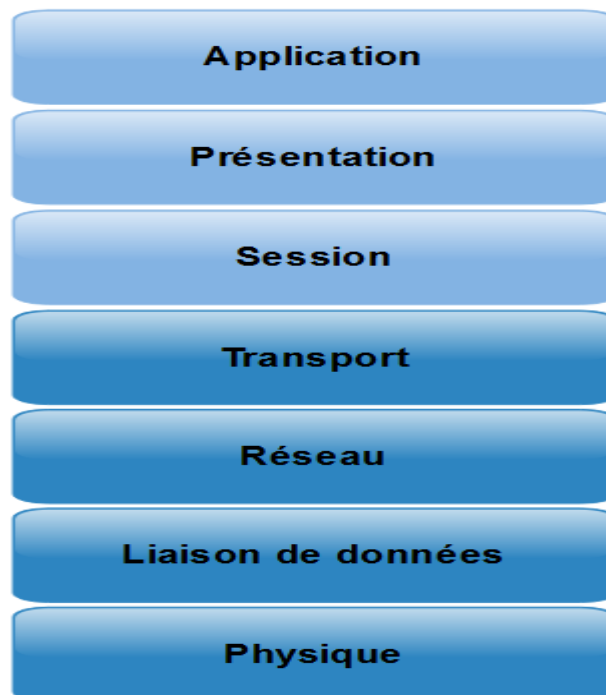 Application
Présentation
Session
Transport
Réseau
Liaison de données
Physique